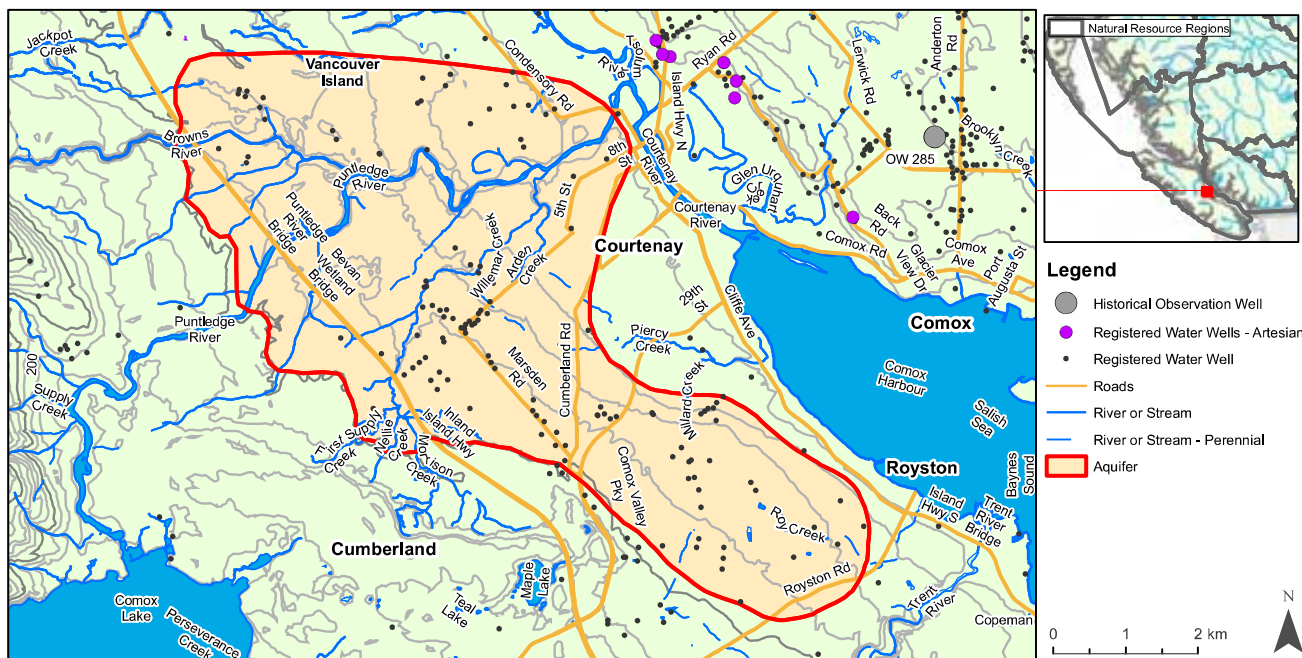 Jackpot
Creek
Vancouver
Island
Condensory Rd
Tsolum
River
Island Hwy N
Ryan Rd
Lerwick Rd
Anderton
Rd
Browns
River
Puntledge
River
8th
St
Courtenay
River
OW 285
Brooklyn Creek
Glen Urquhart
Creek
5th St
Puntledge
River
Bridge
Bevan
Wetland
Bridge
Willemar Creek
Arden
Creek
Courtenay
Courtenay
River
Back
Rd
Comox Rd
Glacier
View Dr
Comox
Ave
Port
Augusta St
29th
St
Cliffe Ave
Piercy
Creek
Comox
Puntledge
River
200
Supply
Creek
Marsden
Rd
Cumberland Rd
Millard Creek
Comox
Harbour
Salish
Sea
First Supply
Creek
Nellie
Creek
Morrison
Creek
Inland
Island Hwy
Comox Valley
Pky
Royston
Baynes
Sound
Island
Hwy S
Trent
River
Bridge
Roy
Creek
Cumberland
Royston Rd
Maple
Lake
Teal
Lake
Trent
River
Copeman
Comox
Lake
Perseverance
Creek
Natural Resource Regions
Legend
Historical Observation Well
Registered Water Wells - Artesian
Registered Water Well
Roads
River or Stream
River or Stream - Perennial
Aquifer
N
0 1 2 km